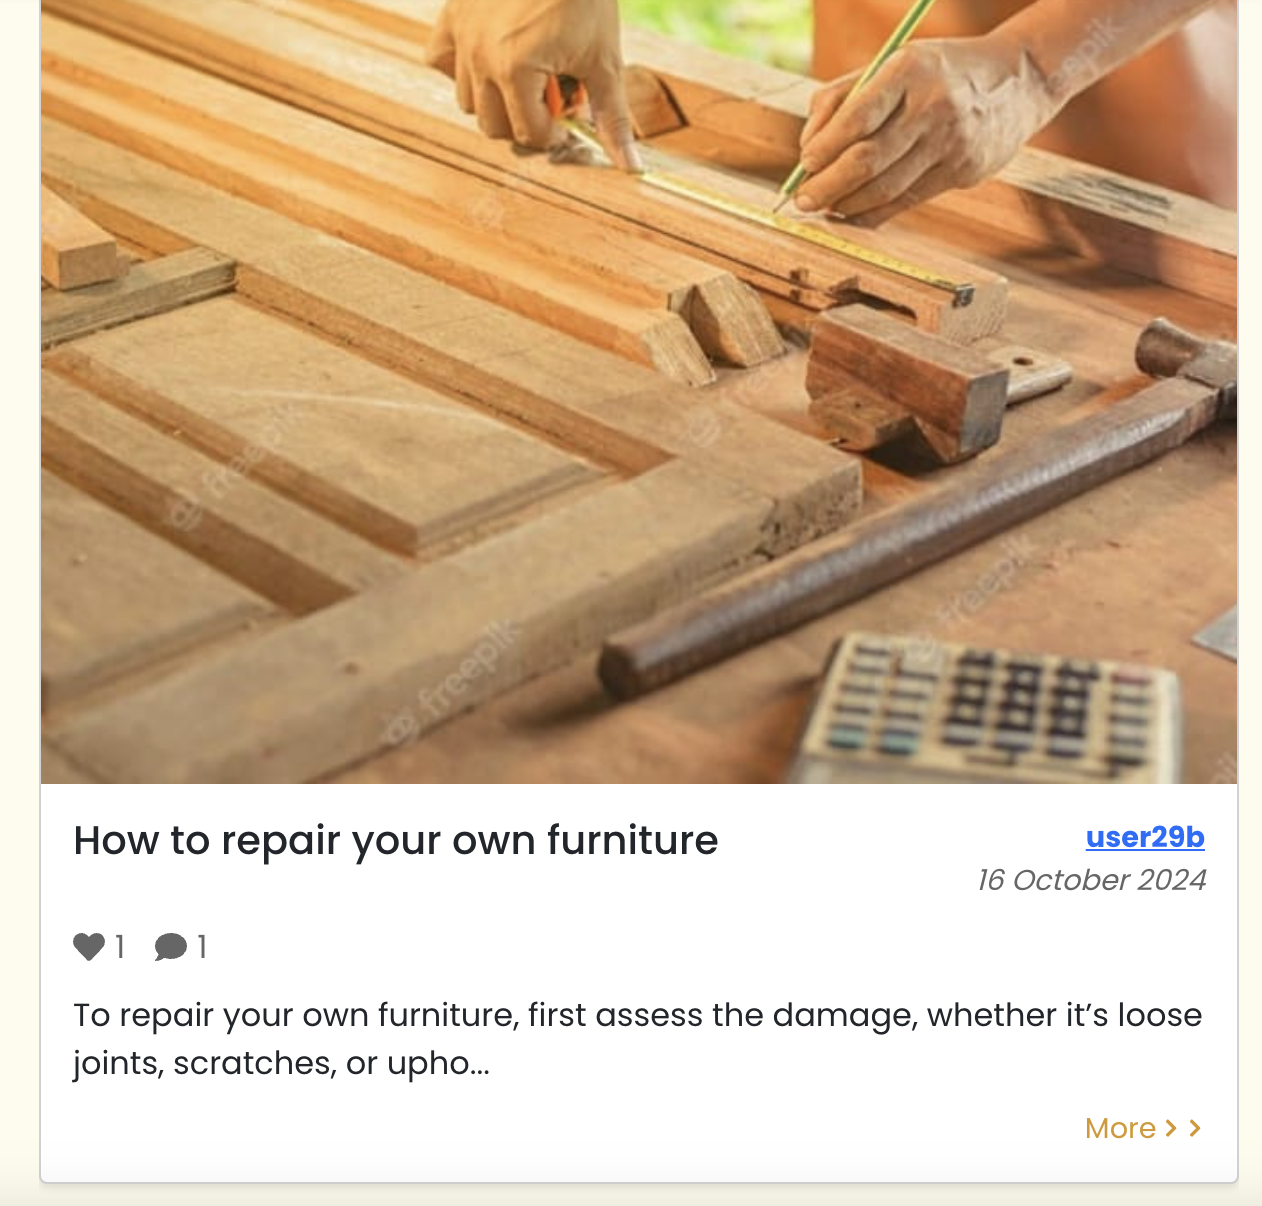 freepik
freepik
freepik
freepik
How to repair your own furniture
user29b
16 October 2024
1 1
To repair your own furniture, first assess the damage, whether it’s loose
joints, scratches, or upho...
More